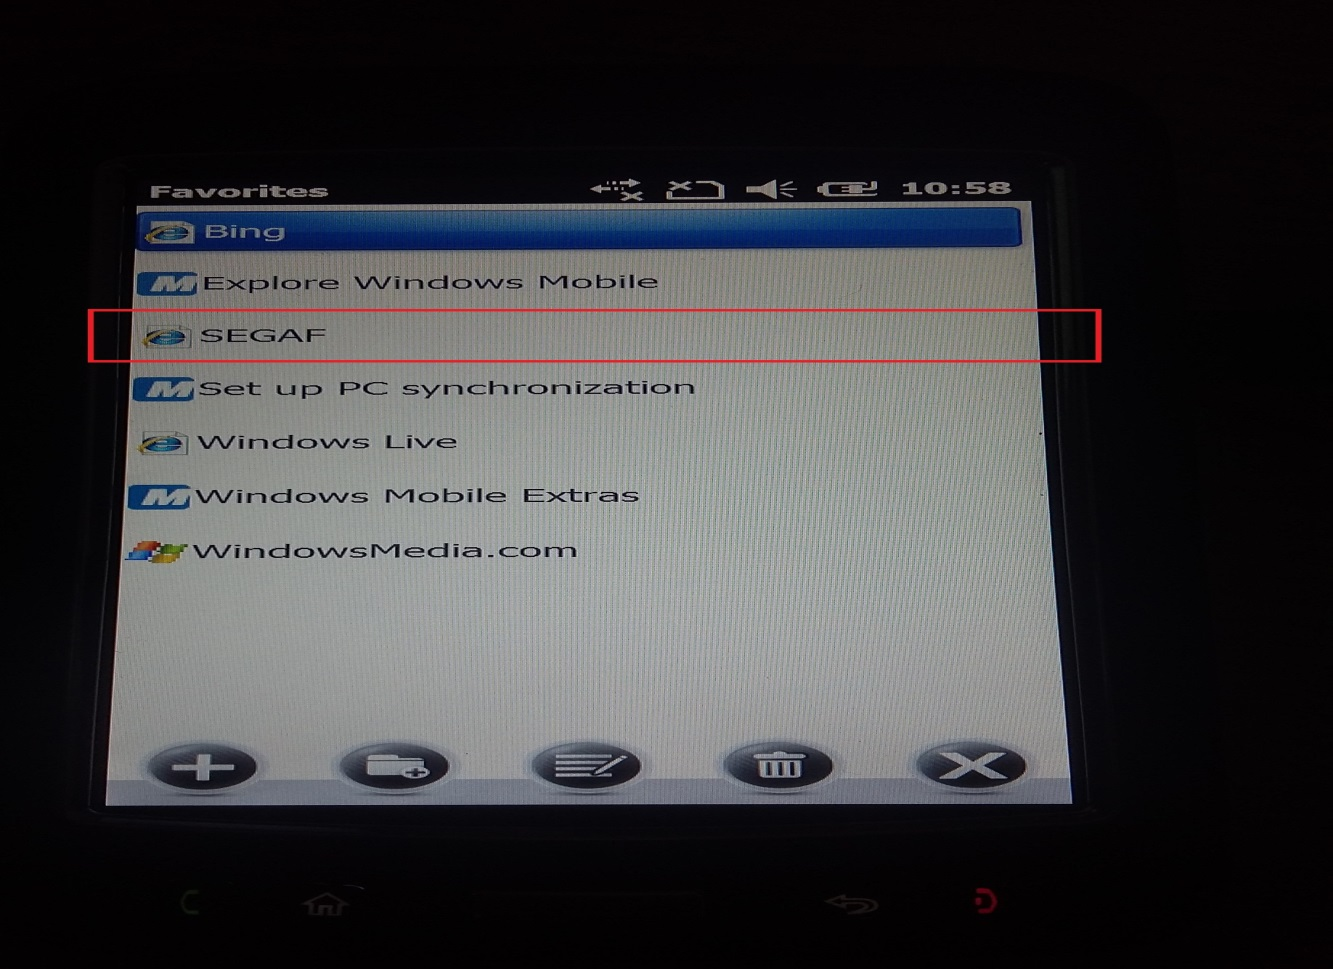 Favorites 10:58
Bing
Explore Windows Mobile
SEGAF
Set up PC synchronization
Windows Live
Windows Mobile Extras
WindowsMedia.com